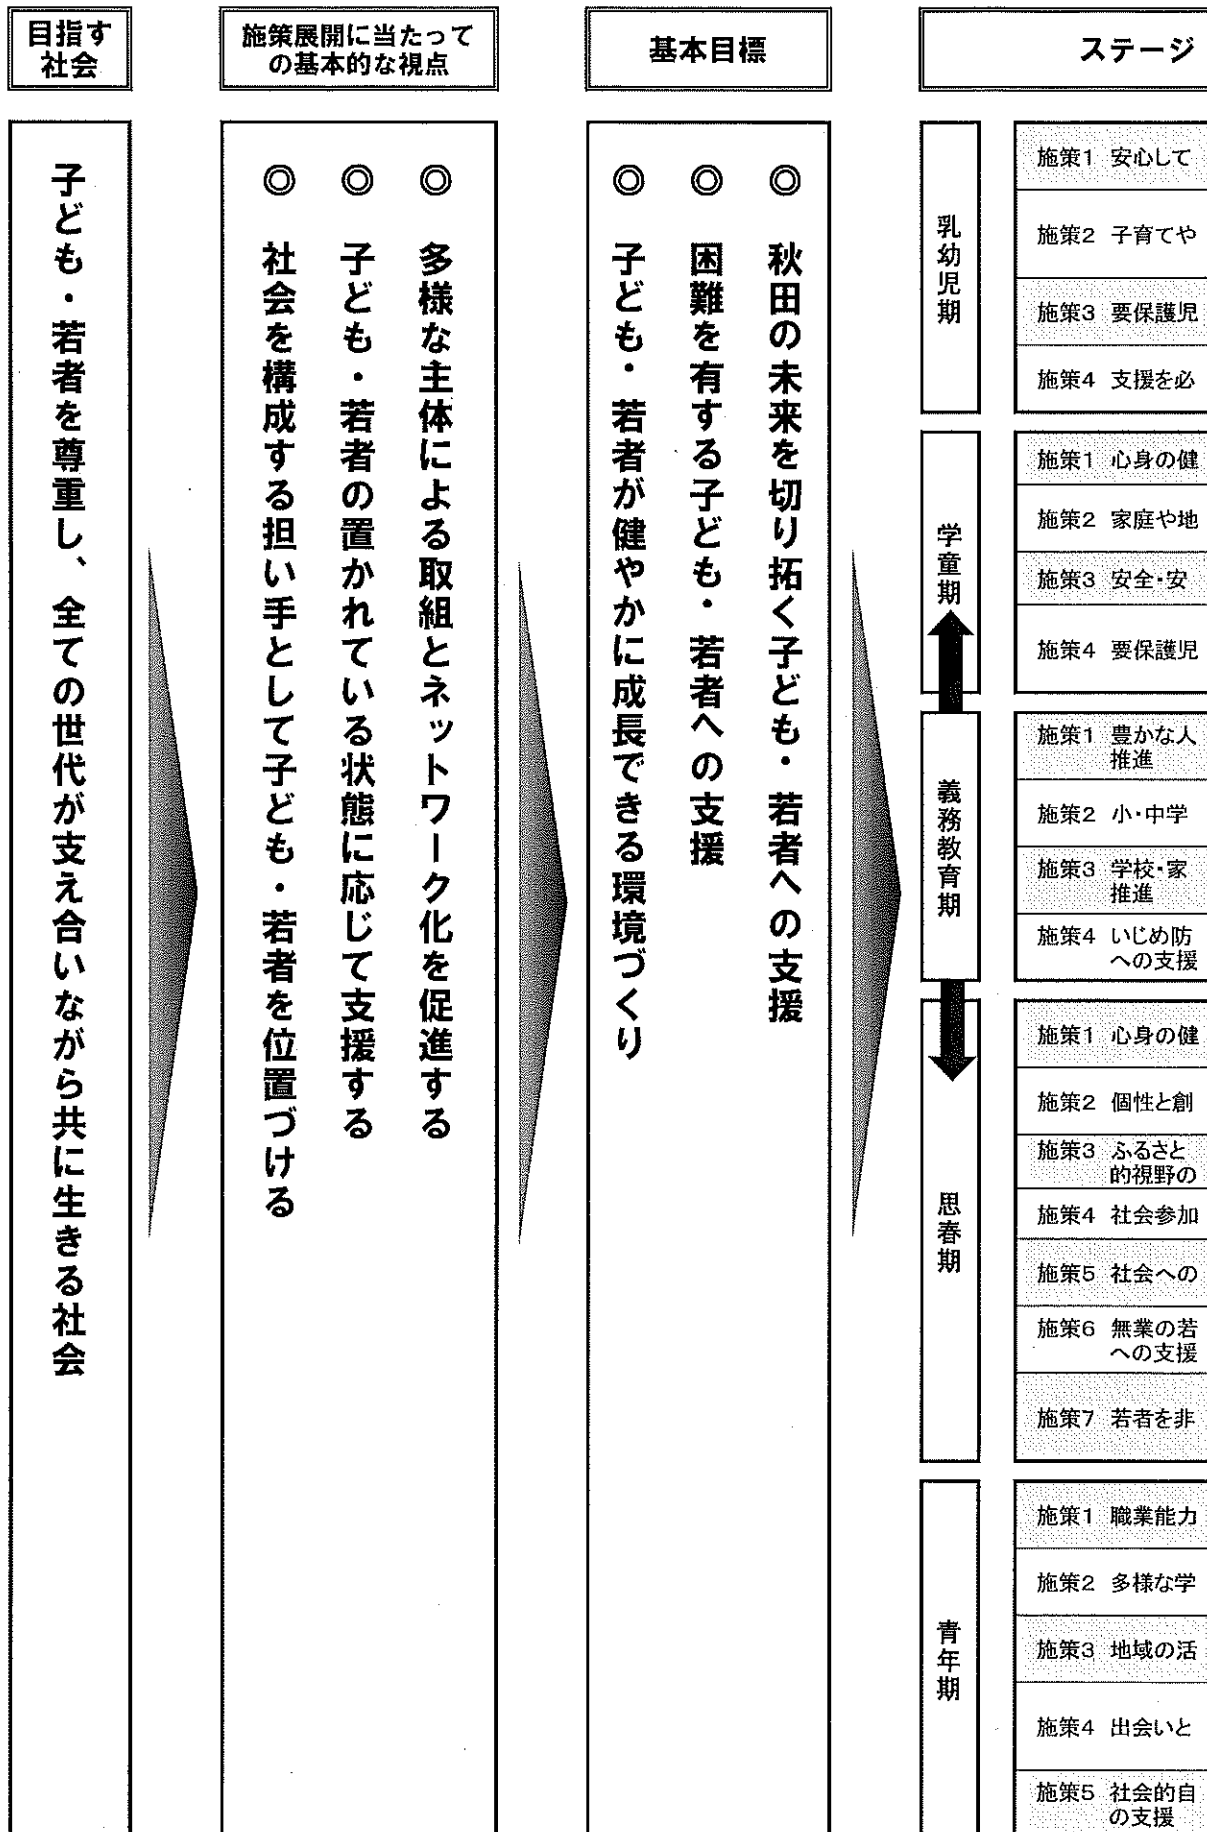 目指す
社会
施策展開に当たって
の基本的な視点
基本目標
ステージ
子ども・若者を尊重し、全ての世代が支え合いながら共に生きる社会
◎ 多様な主体による取組とネットワーク化を促進する
◎ 子ども・若者の置かれている状態に応じて支援する
◎ 社会を構成する担い手として子ども・若者を位置づける
◎ 秋田の未来を切り拓く子ども・若者への支援
◎ 困難を有する子ども・若者への支援
◎ 子ども・若者が健やかに成長できる環境づくり
乳幼児期
施策1 安心して
施策2 子育てや
施策3 要保護児
施策4 支援を必
学童期
施策1 心身の健
施策2 家庭や地
施策3 安全・安
施策4 要保護児
義務教育期
施策1 豊かな人
推進
施策2 小・中学
施策3 学校・家
推進
施策4 いじめ防
への支援
思春期
施策1 心身の健
施策2 個性と創
施策3 ふるさと
的視野の
施策4 社会参加
施策5 社会への
施策6 無業の若
への支援
施策7 若者を非
青年期
施策1 職業能力
施策2 多様な学
施策3 地域の活
施策4 出会いと
施策5 社会的自
の支援